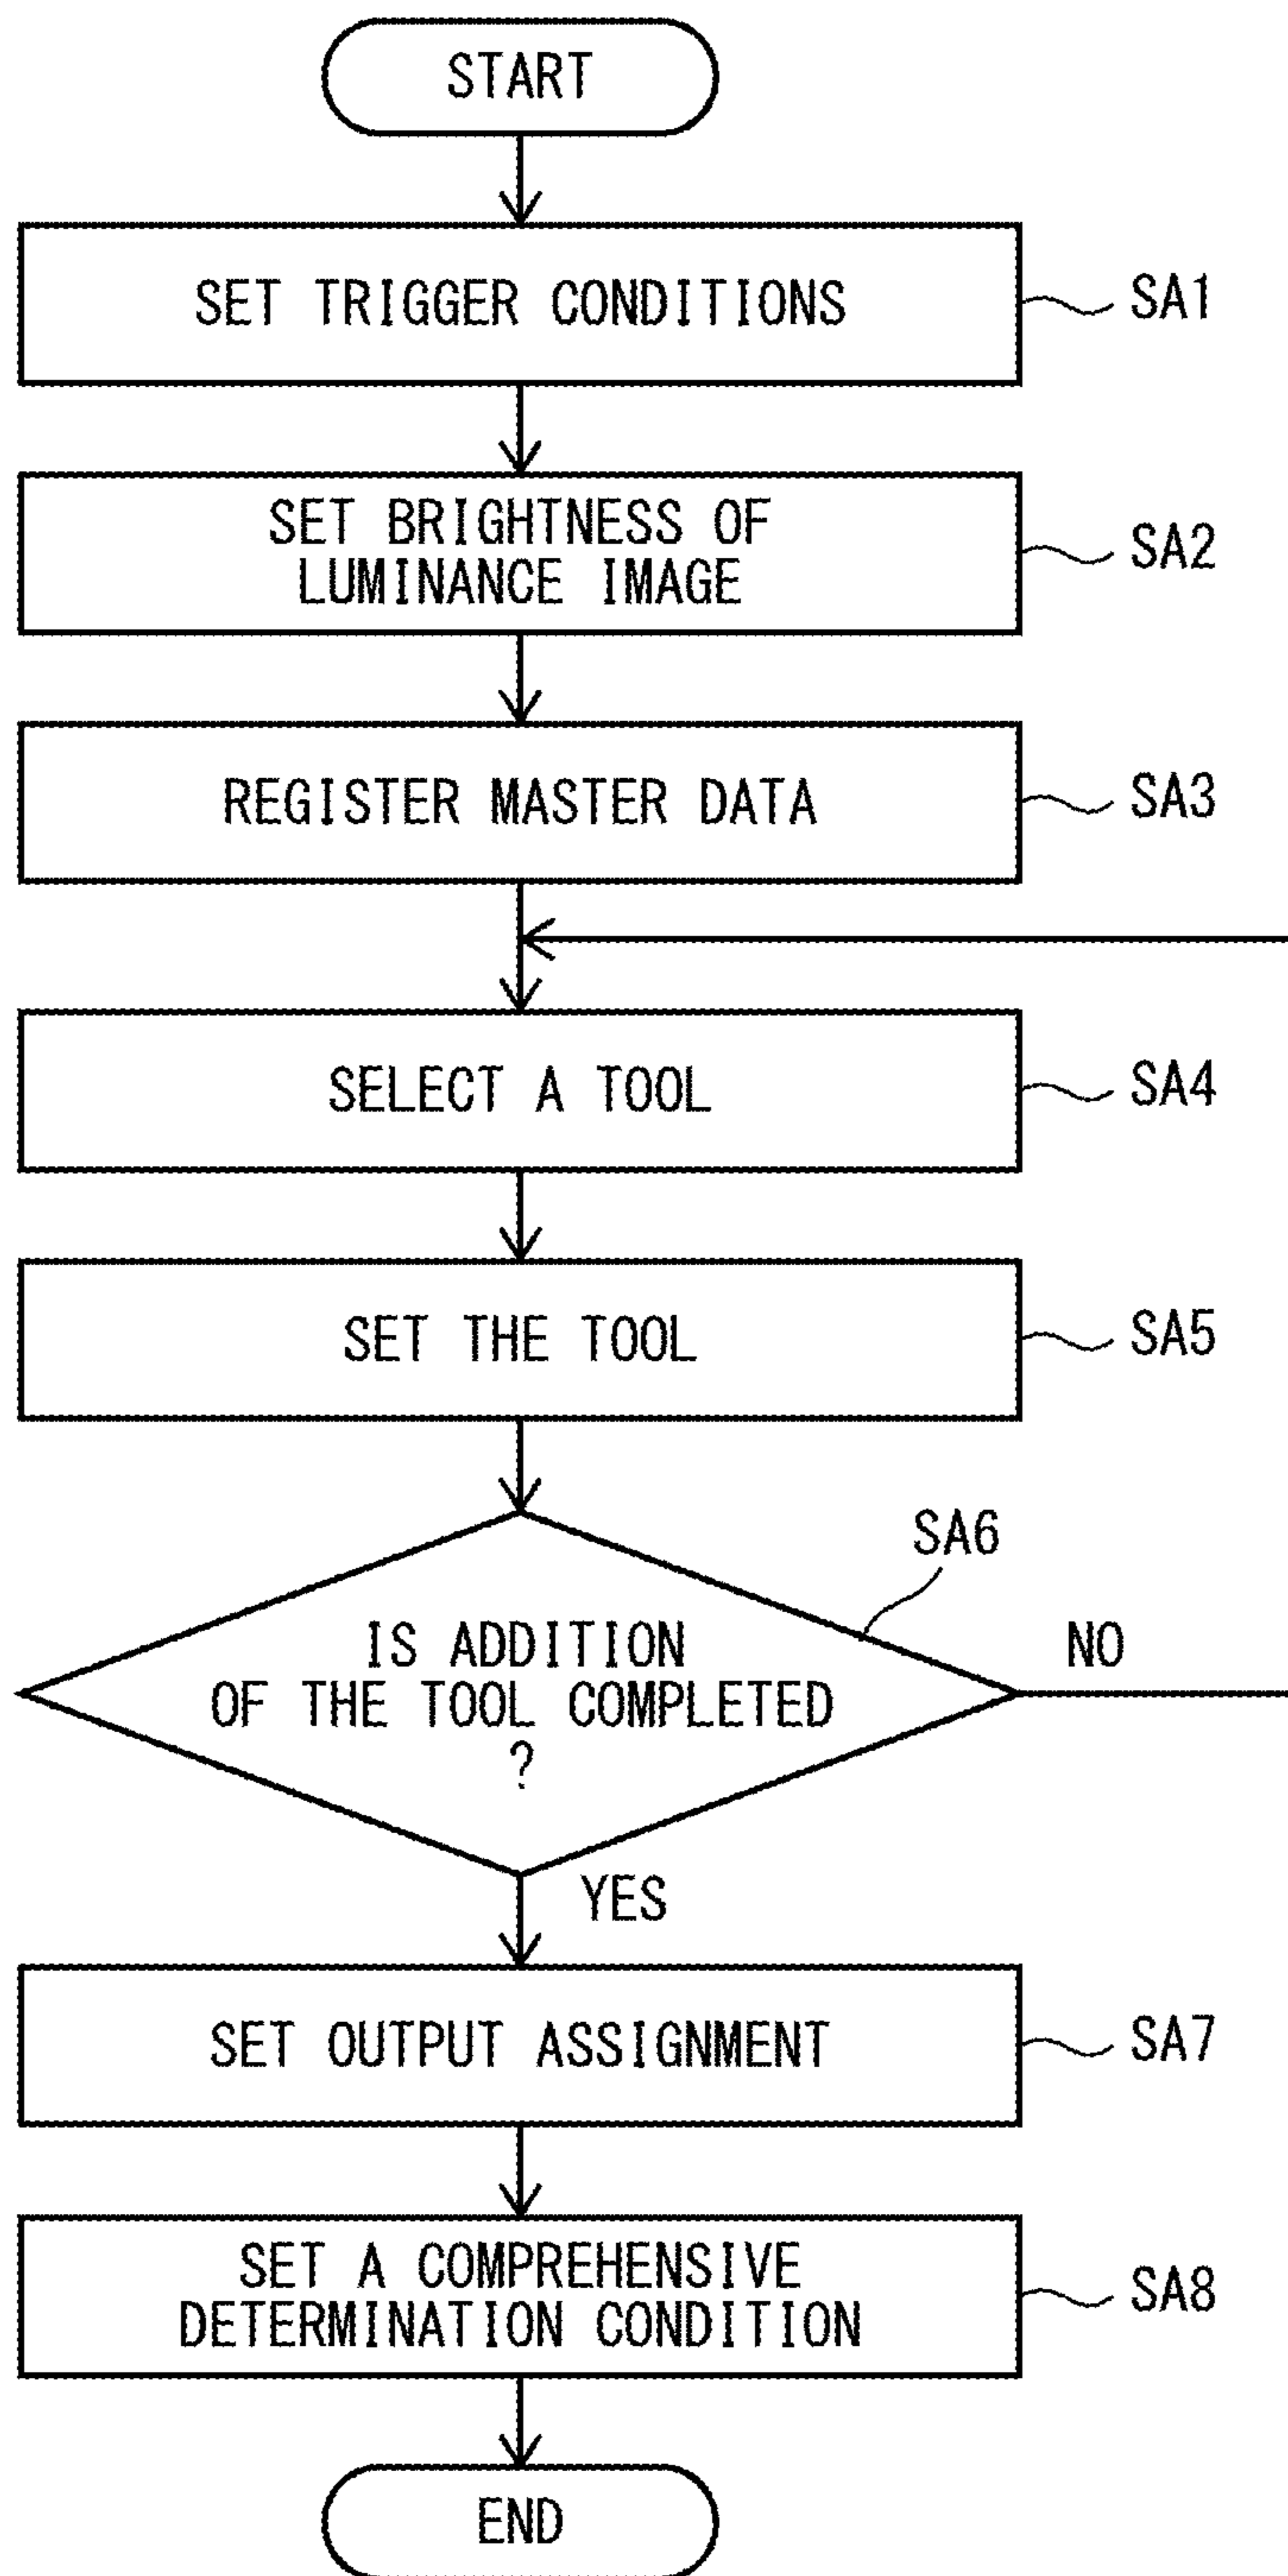 START
SET TRIGGER CONDITIONS
SA1
SET BRIGHTNESS OF
LUMINANCE IMAGE
SA2
REGISTER MASTER DATA
SA3
SELECT A TOOL
SA4
SET THE TOOL
SA5
SA6
IS ADDITION
OF THE TOOL COMPLETED
?
NO
YES
SET OUTPUT ASSIGNMENT
SA7
SET A COMPREHENSIVE
DETERMINATION CONDITION
SA8
END